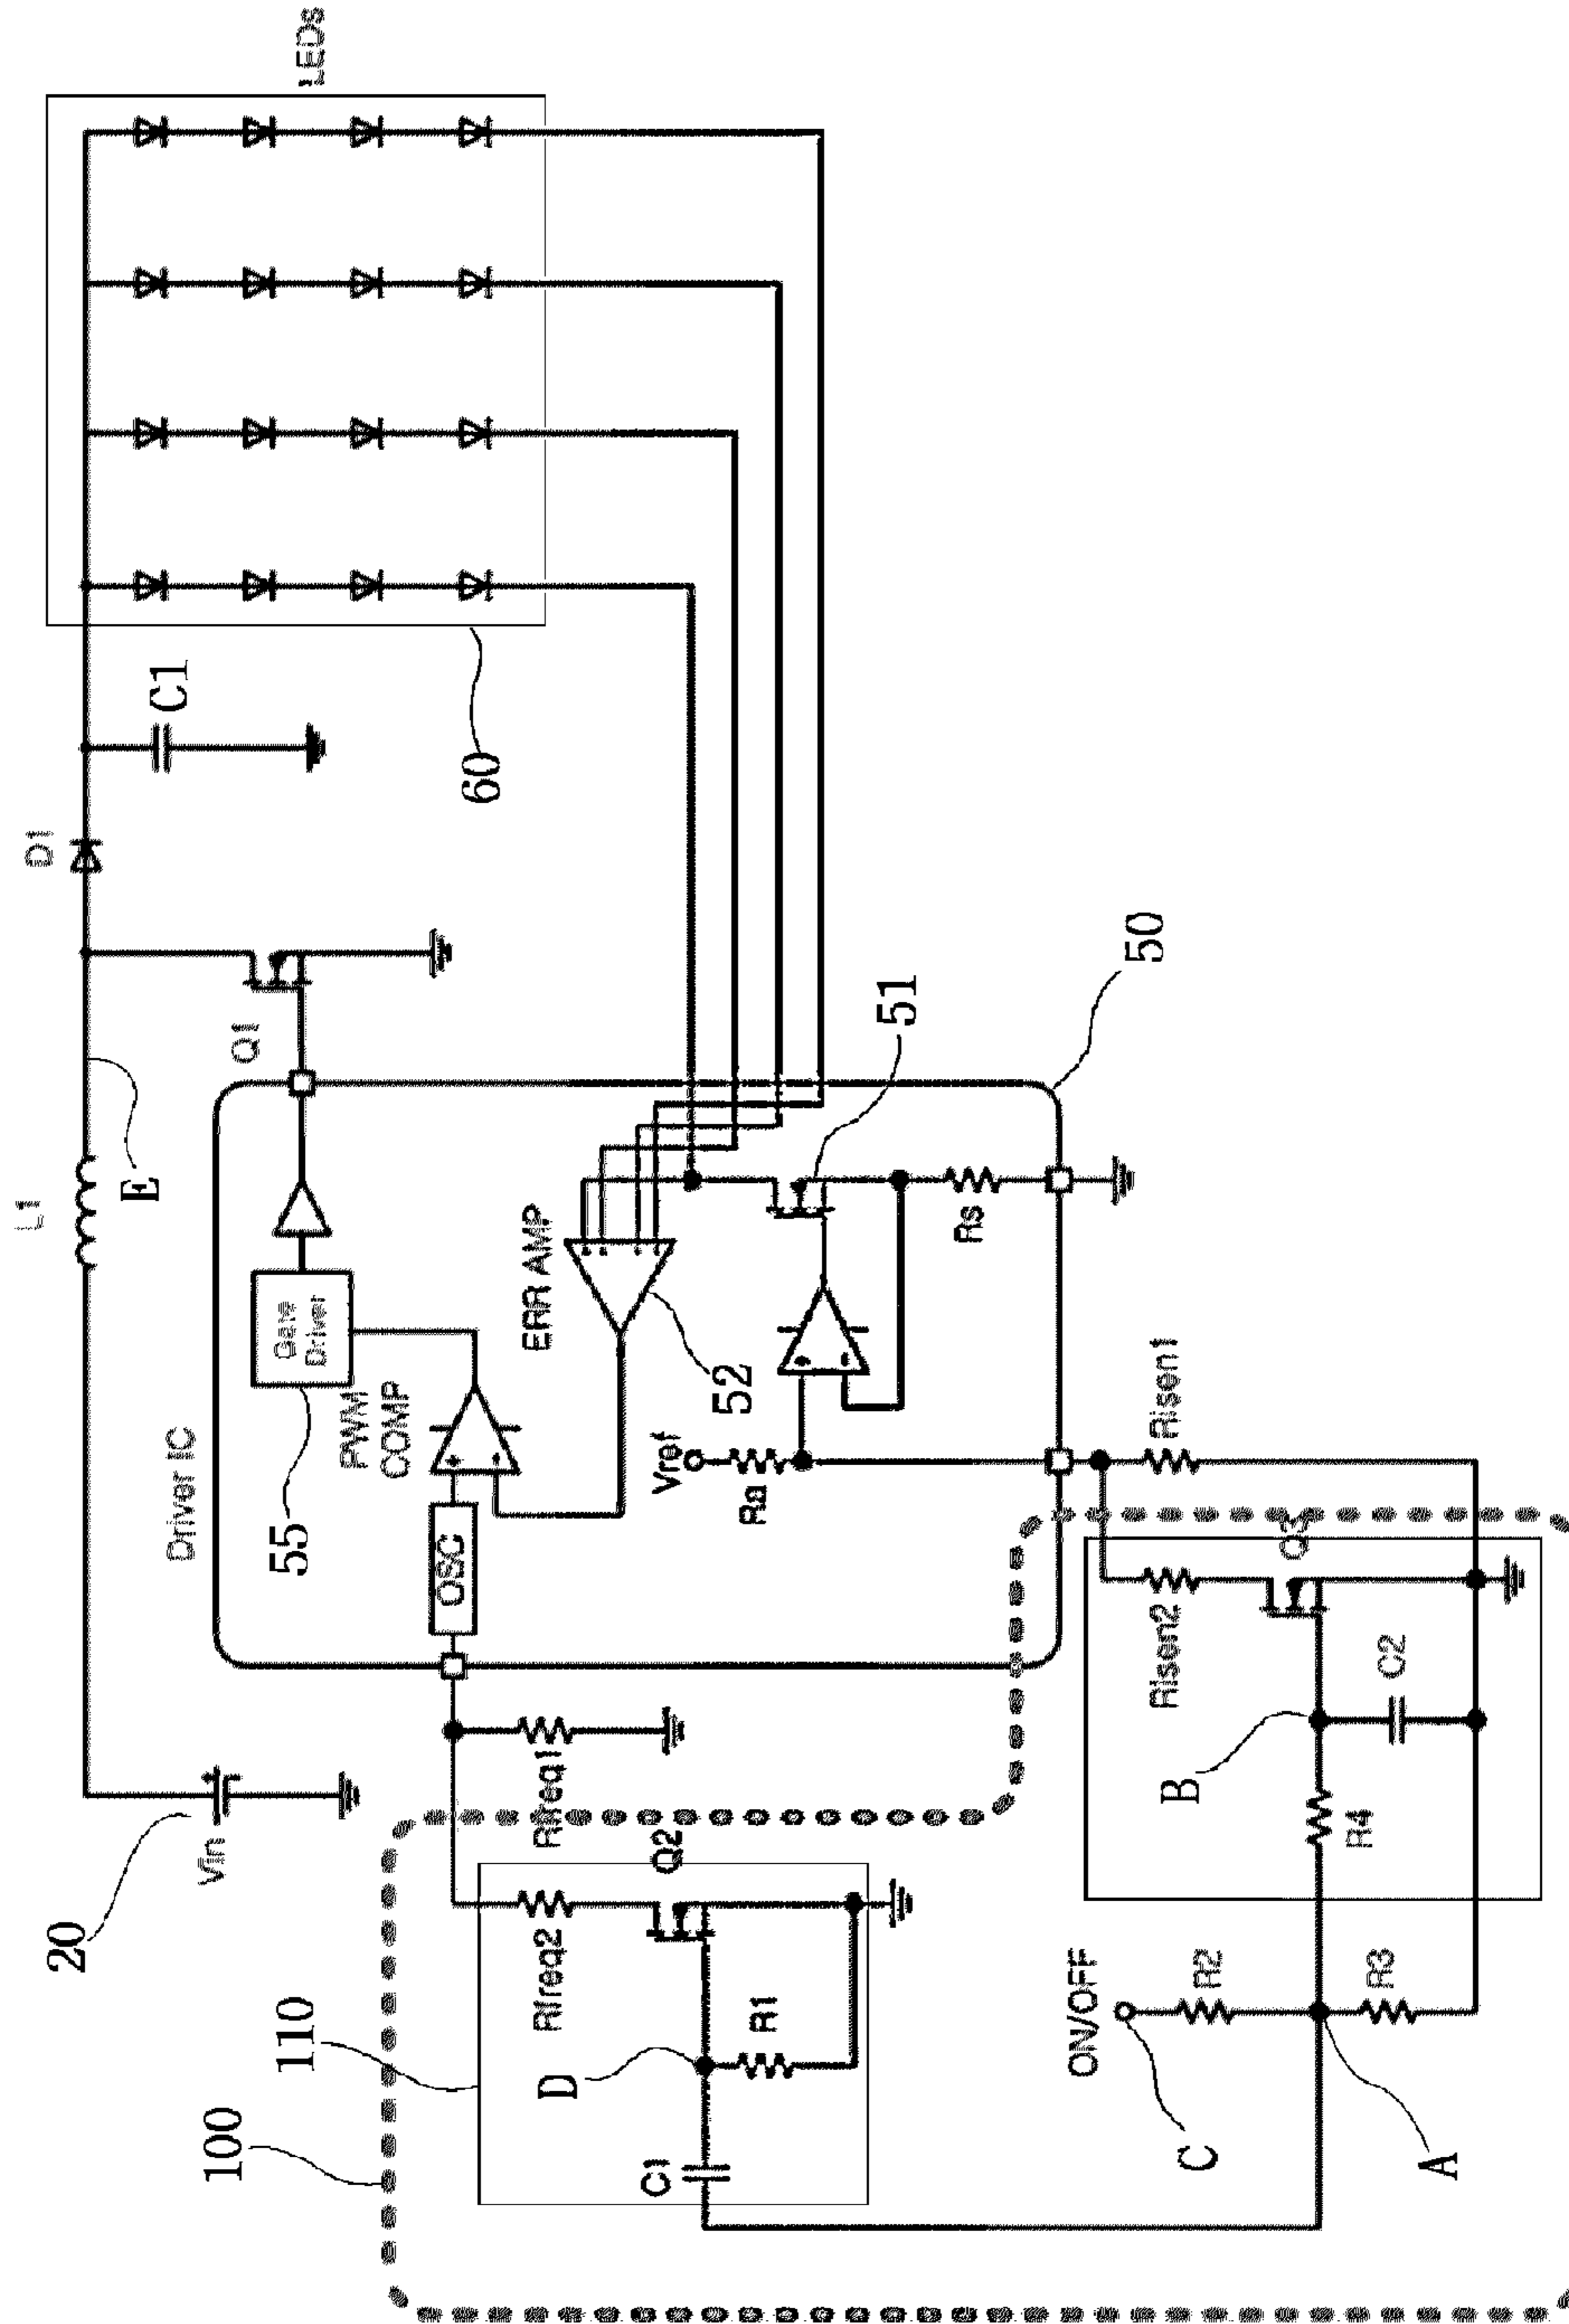 LEDs
D1
C1
60
L1
E
Q1
50
51
Driver IC
Gate
Driver
55
PWM
COMP
ERR AMP
52
OSC
Vref
Ra
Rs
20
Vin
Rfreq1
Risen1
100
110
Rfreq2
Q2
D
R1
C1
Risen2
Q3
B
R4
C2
ON/OFF
C
R2
R3
A